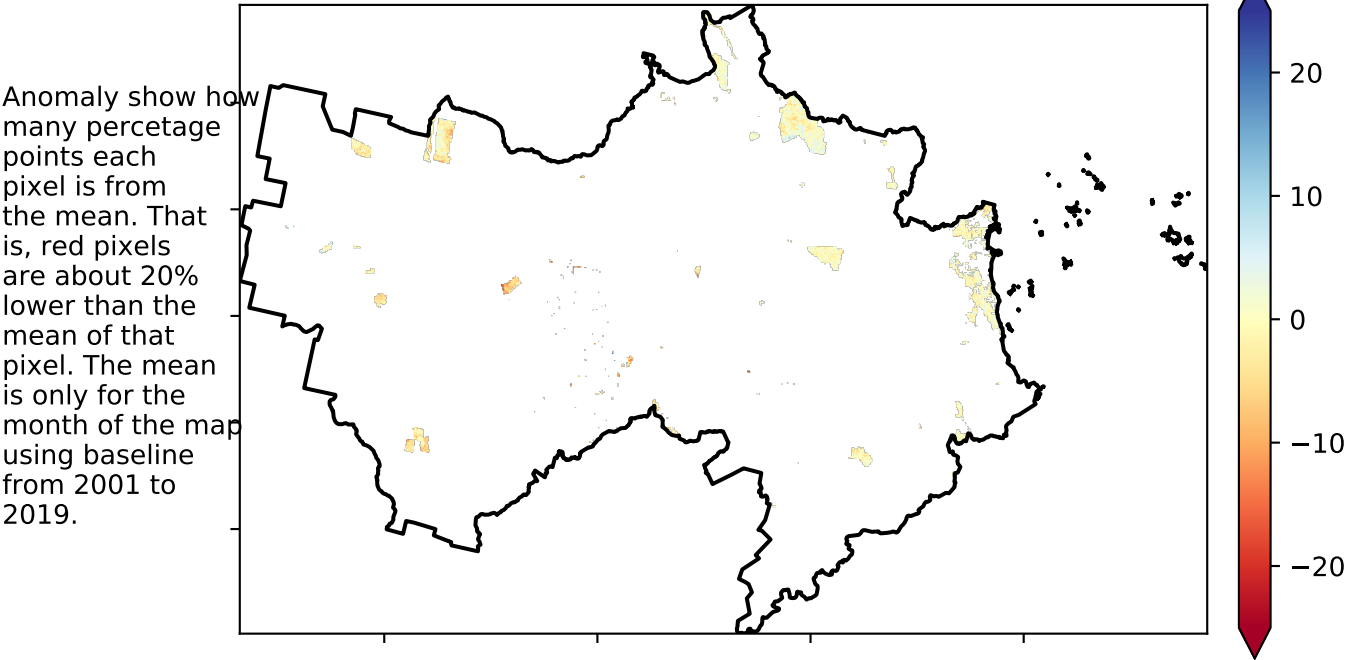 Anomaly show how
many percetage
points each
pixel is from
the mean. That
is, red pixels
are about 20%
lower than the
mean of that
pixel. The mean
is only for the
month of the map
using baseline
from 2001 to
2019.
20
10
0
−10
−20